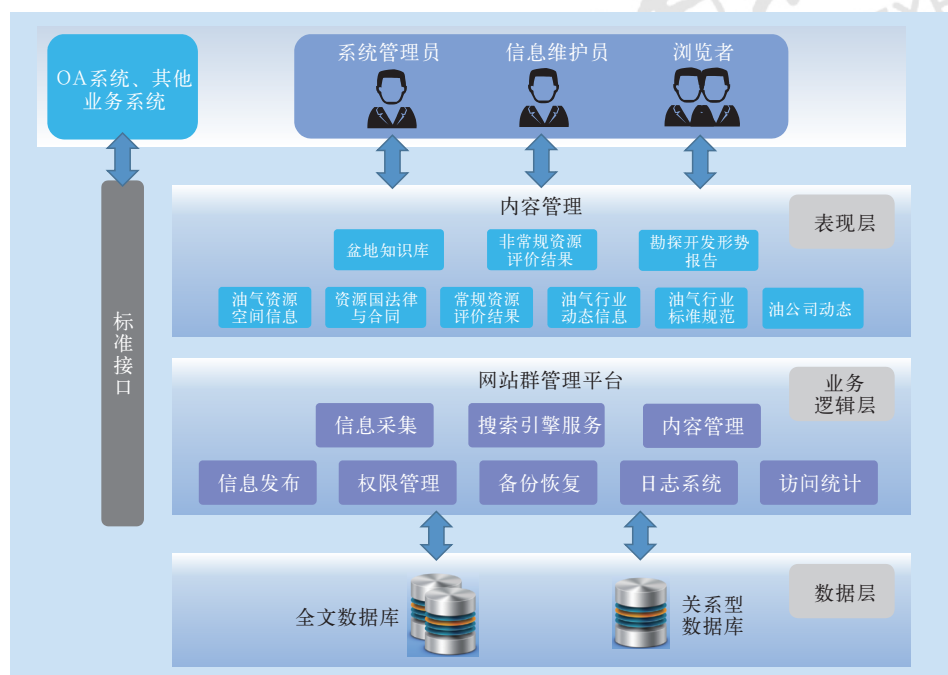 OA系统、其他
业务系统
系统管理员
信息维护员
浏览者
标准接口
内容管理
表现层
盆地知识库
非常规资源
评价结果
勘探开发形势
报告
油气资源
空间信息
资源国法律
与合同
常规资源
评价结果
油气行业
动态信息
油气行业
标准规范
油公司动态
网站群管理平台
业务
逻辑层
信息采集
搜索引擎服务
内容管理
信息发布
权限管理
备份恢复
日志系统
访问统计
数据层
全文数据库
关系型
数据库